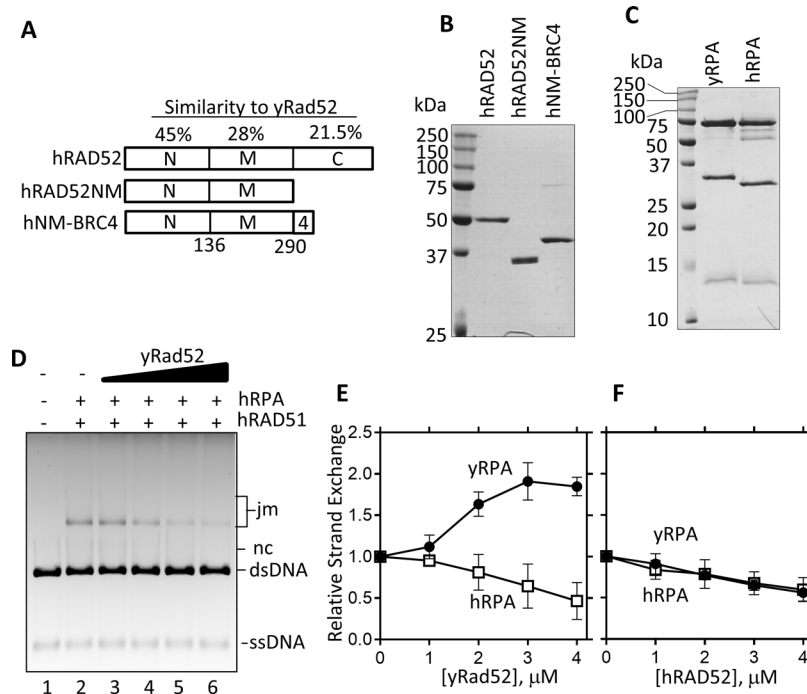 A
Similarity to yRad52
45% 28% 21.5%
hRAD52 N M C
hRAD52NM N M
hNM-BRC4 N M 4
136 290
B
kDa hRAD52 hRAD52NM hNM-BRC4
250
150
100
75
50
37
25
C
kDa yRPA hRPA
250
150
100
75
50
37
25
20
15
10
D
yRad52
- -
- + + + + + hRPA
- + + + + + hRAD51
jm
nc
dsDNA
-ssDNA
1 2 3 4 5 6
E
Relative Strand Exchange
2.5
2.0
1.5
1.0
0.5
0.0
yRPA
hRPA
0 1 2 3 4
[yRad52], μM
F
yRPA
hRPA
0 1 2 3 4
[hRAD52], μM